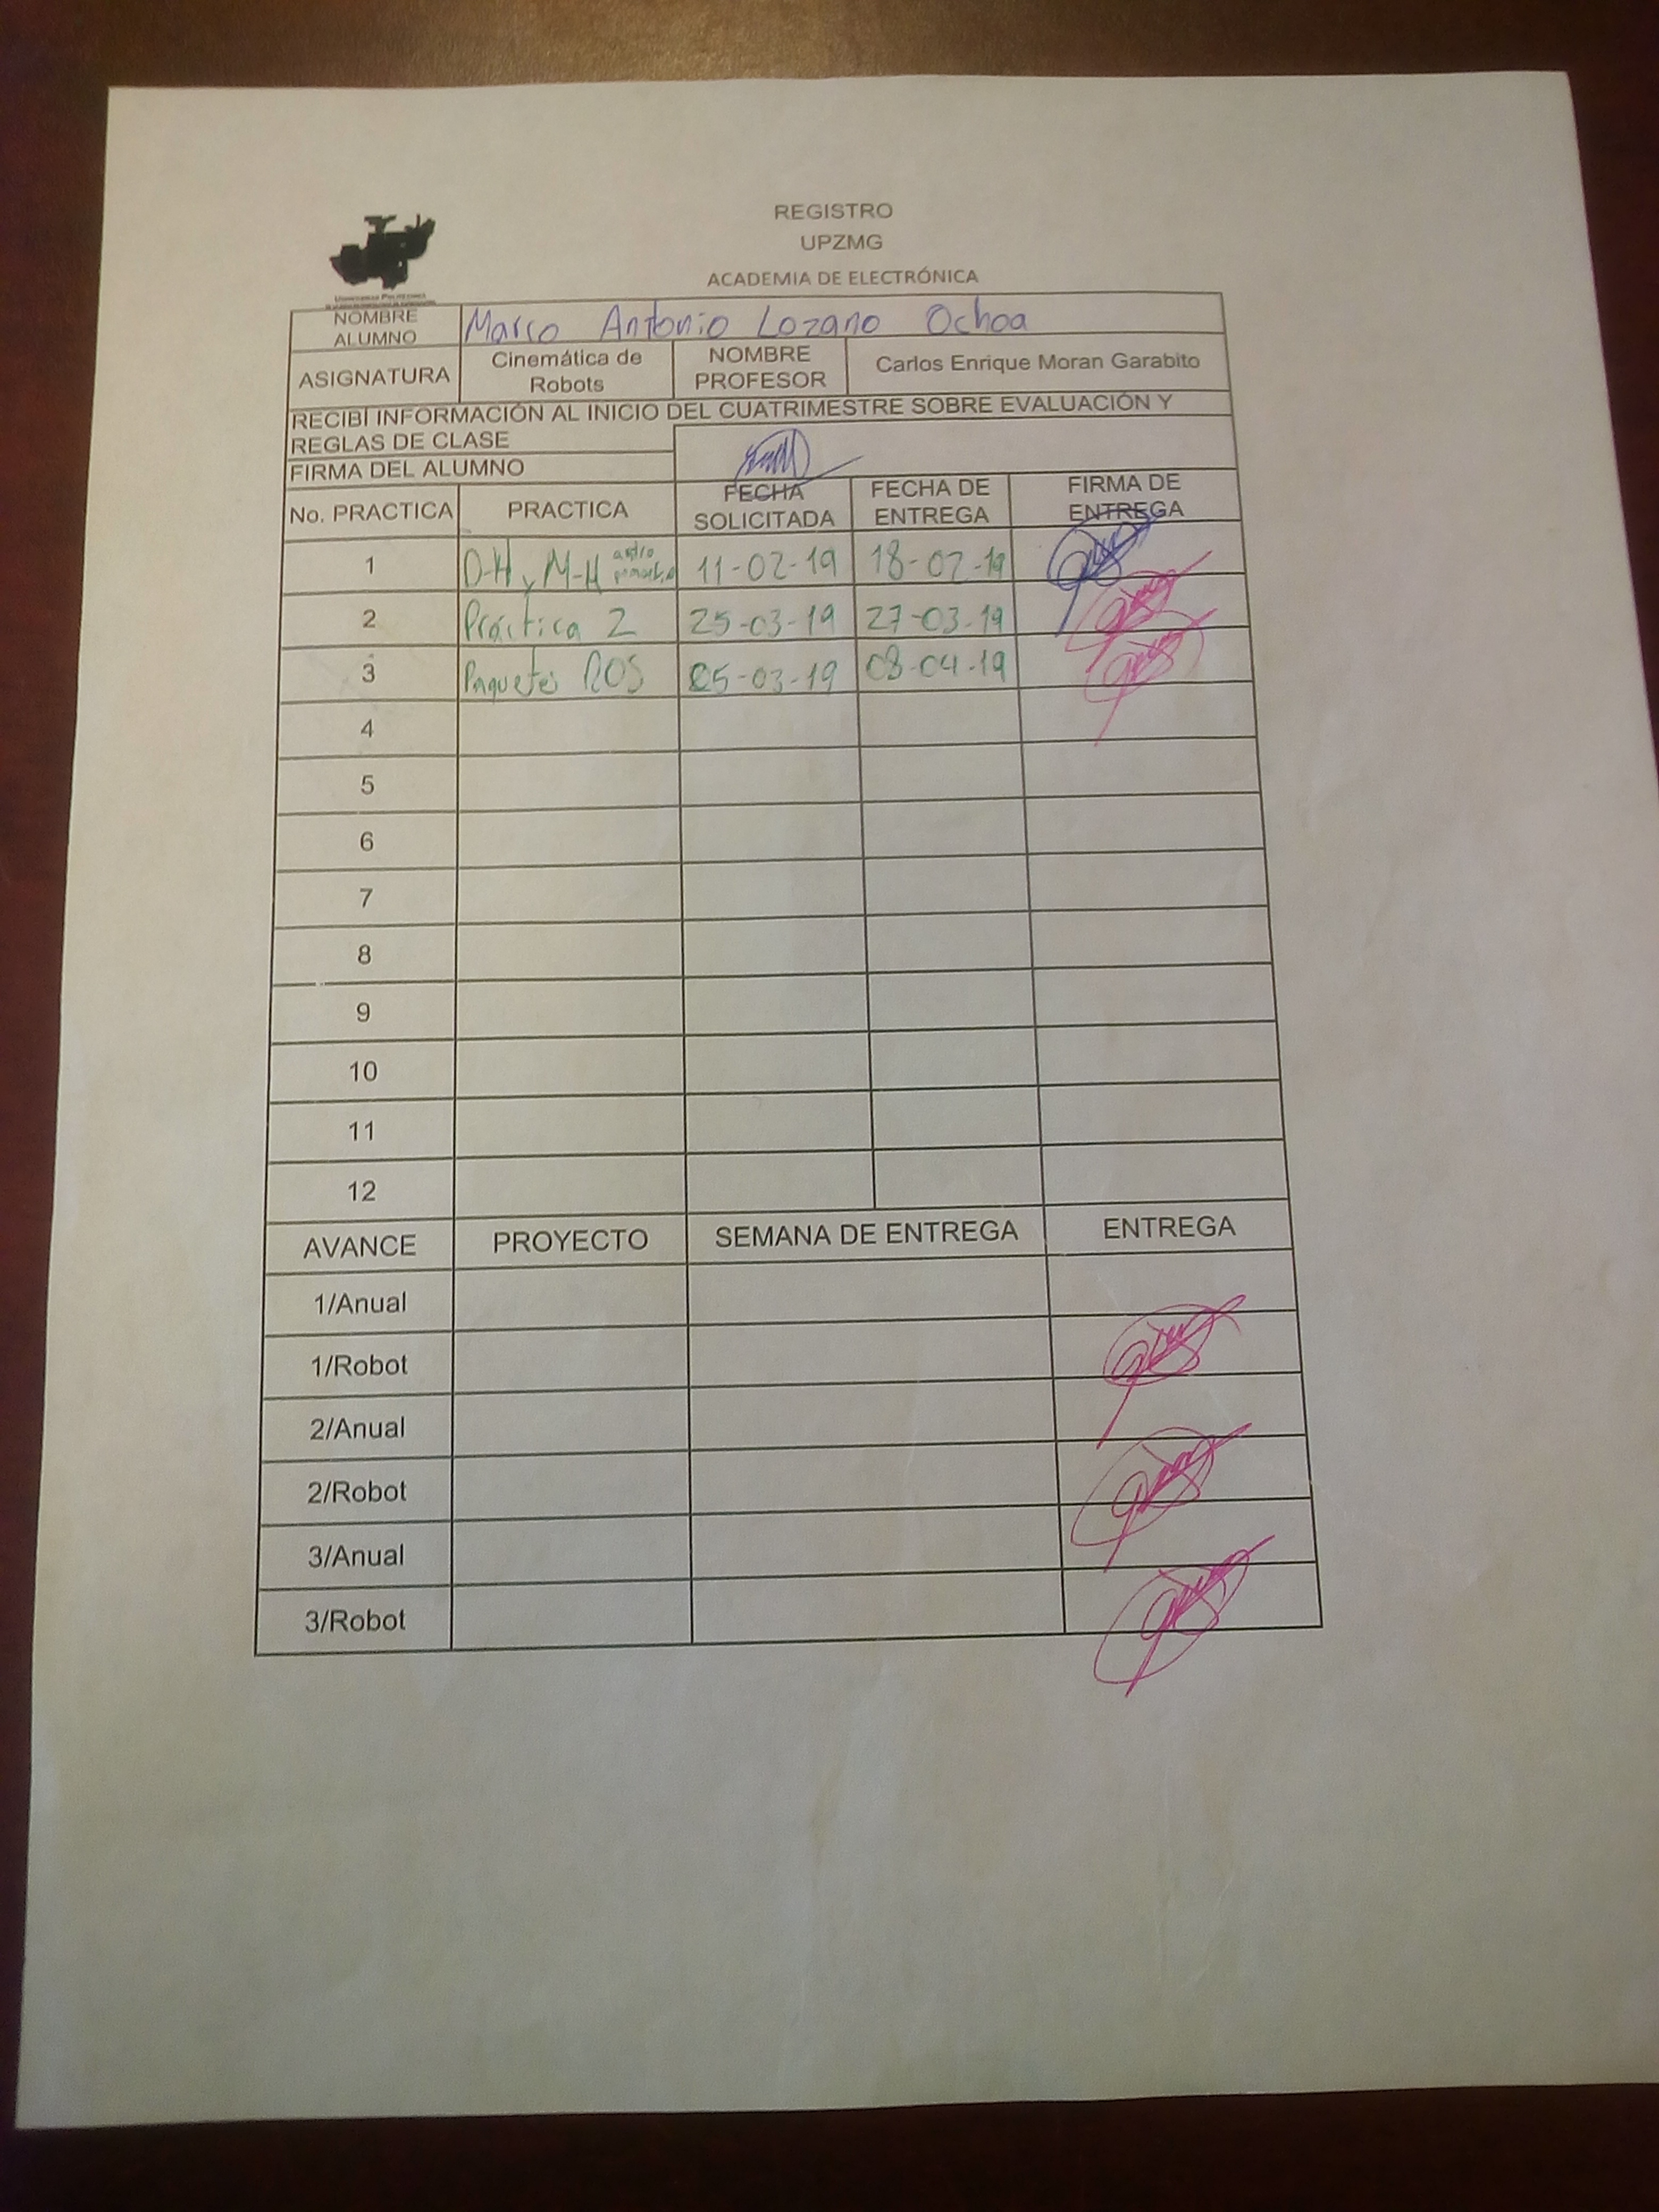 REGISTRO
UPZMG
ACADEMIA DE ELECTRÓNICA
UNIVERSIDAD POLITÉCNICA
NOMBRE ALUMNO Marco Antonio Lozano Ochoa
ASIGNATURA Cinemática de Robots NOMBRE PROFESOR Carlos Enrique Moran Garabito
RECIBÍ INFORMACIÓN AL INICIO DEL CUATRIMESTRE SOBRE EVALUACIÓN Y
REGLAS DE CLASE
FIRMA DEL ALUMNO
No. PRACTICA PRACTICA FECHA SOLICITADA FECHA DE ENTREGA FIRMA DE ENTREGA
1 D-H y M-H 11-02-19 18-02-19
2 Práctica 2 25-03-19 27-03-19
3 Paquetes ROS 25-03-19 08-04-19
4
5
6
7
8
9
10
11
12
AVANCE PROYECTO SEMANA DE ENTREGA ENTREGA
1/Anual
1/Robot
2/Anual
2/Robot
3/Anual
3/Robot